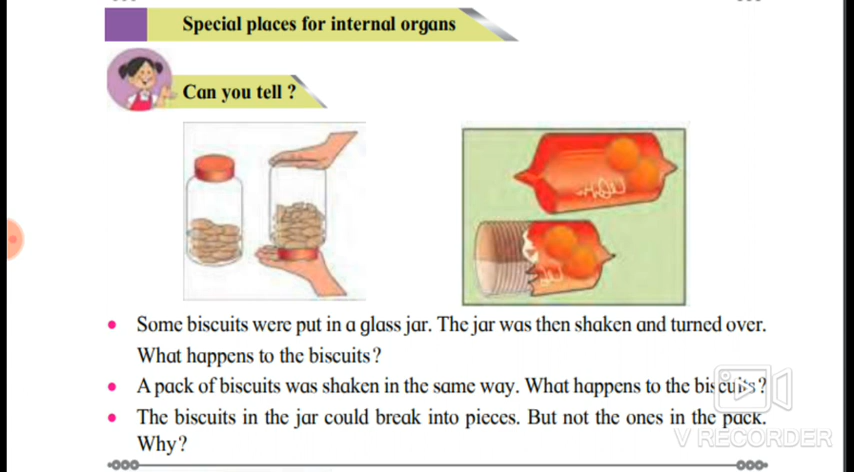 Special places for internal organs
Can you tell ?
• Some biscuits were put in a glass jar. The jar was then shaken and turned over.
What happens to the biscuits?
• A pack of biscuits was shaken in the same way. What happens to the biscuits?
• The biscuits in the jar could break into pieces. But not the ones in the pack.
Why?
V RECORDER